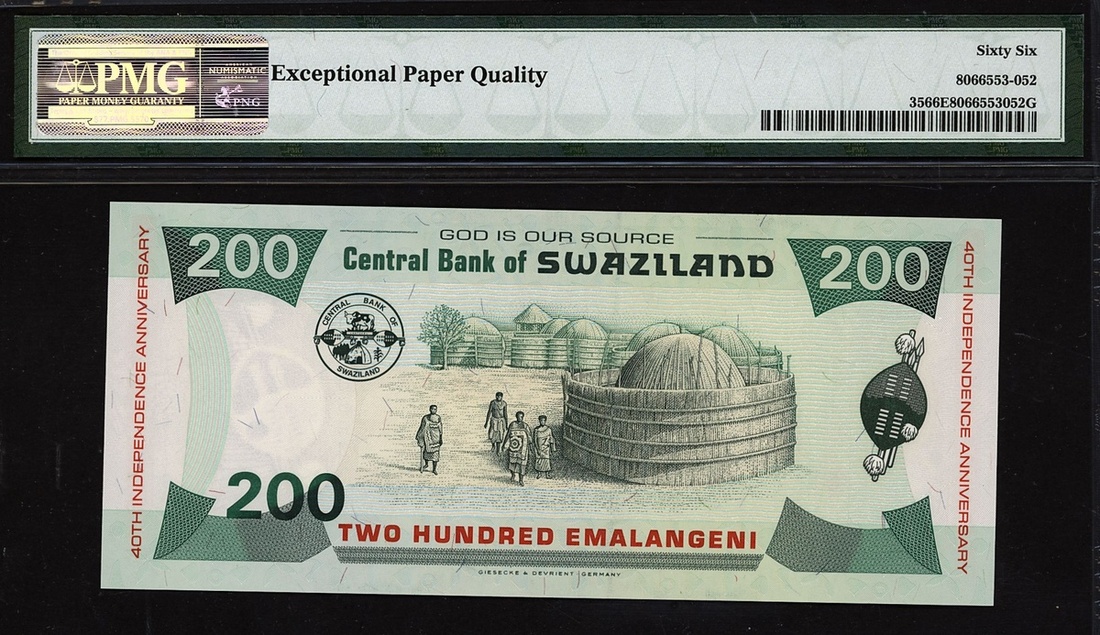 PMG
PAPER MONEY GUARANTY
NUMISMATIC
PNG
Exceptional Paper Quality
Sixty Six
8066553-052
3566E8066553052G
200
GOD IS OUR SOURCE
Central Bank of SWAZILAND
200
40TH INDEPENDENCE ANNIVERSARY
CENTRAL BANK OF
SWAZILAND
40TH INDEPENDENCE ANNIVERSARY
200
TWO HUNDRED EMALANGENI
GIESECKE & DEVRIENT GERMANY